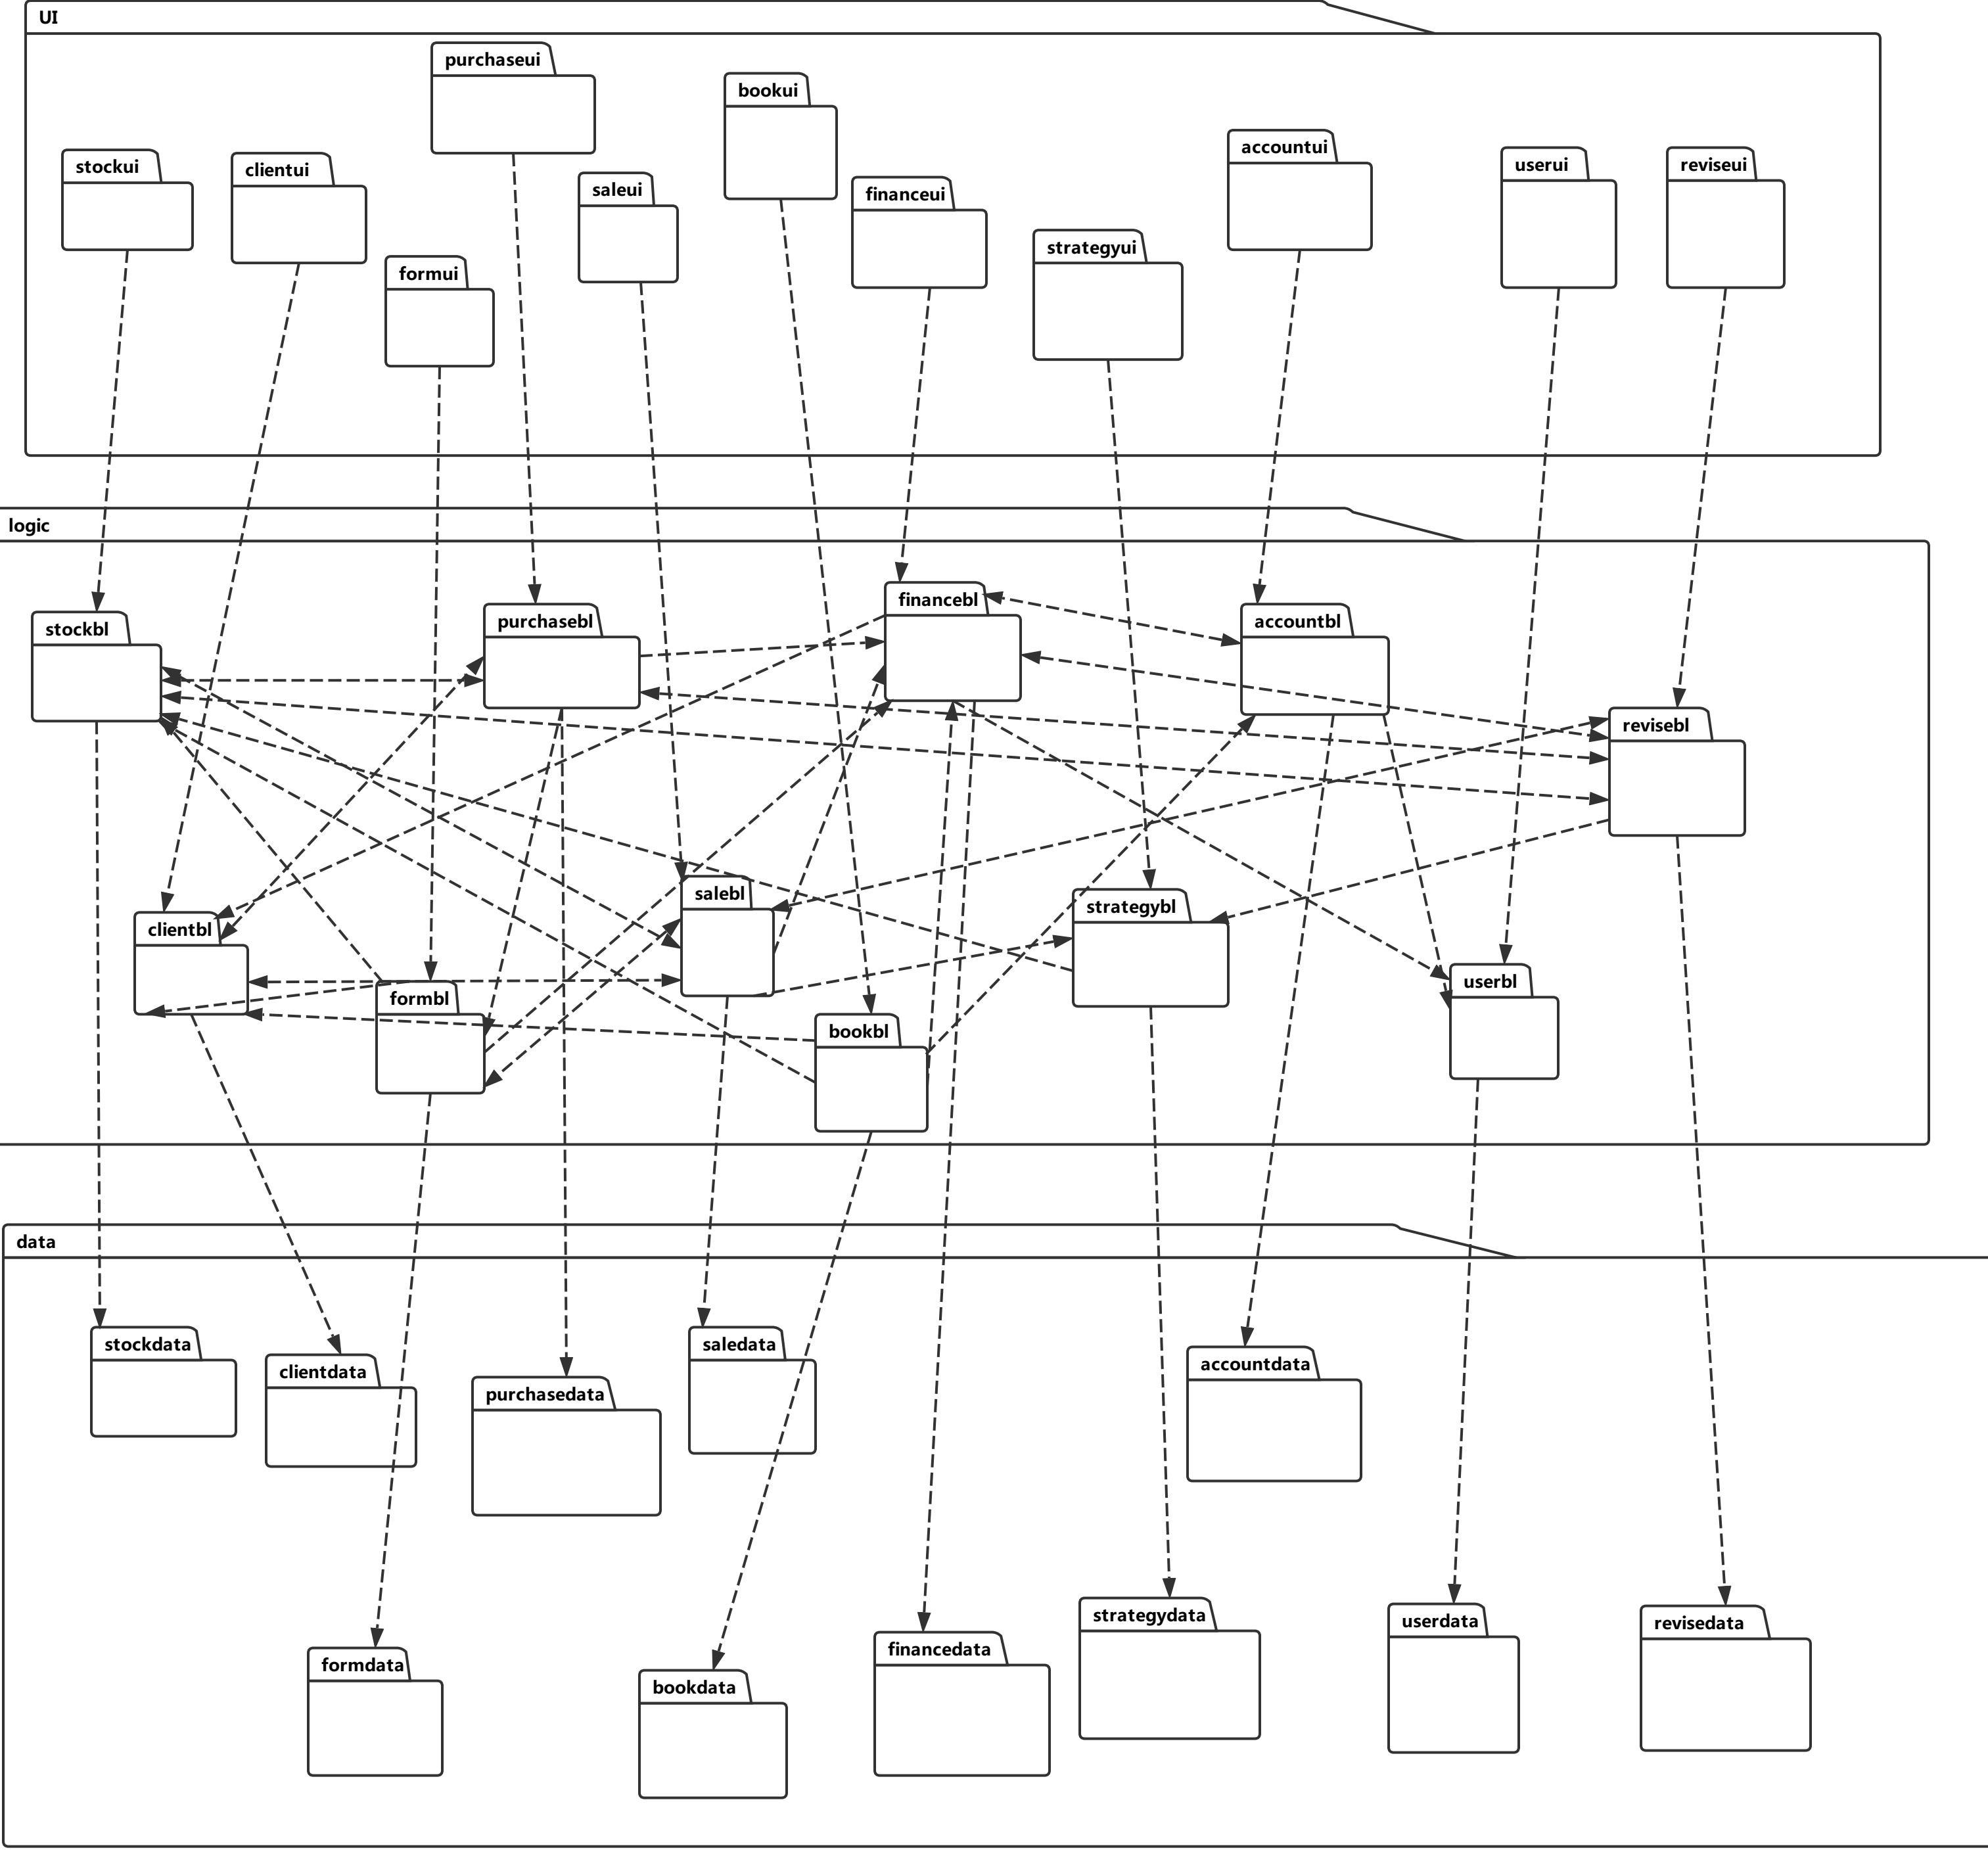 UI
purchaseui
bookui
accountui
stockui
clientui
saleui
financeui
userui
reviseui
formui
strategyui
logic
stockbl
purchasebl
financebl
accountbl
revisebl
clientbl
salebl
strategybl
formbl
bookbl
userbl
data
stockdata
clientdata
purchasedata
saledata
accountdata
formdata
bookdata
financedata
strategydata
userdata
revisedata